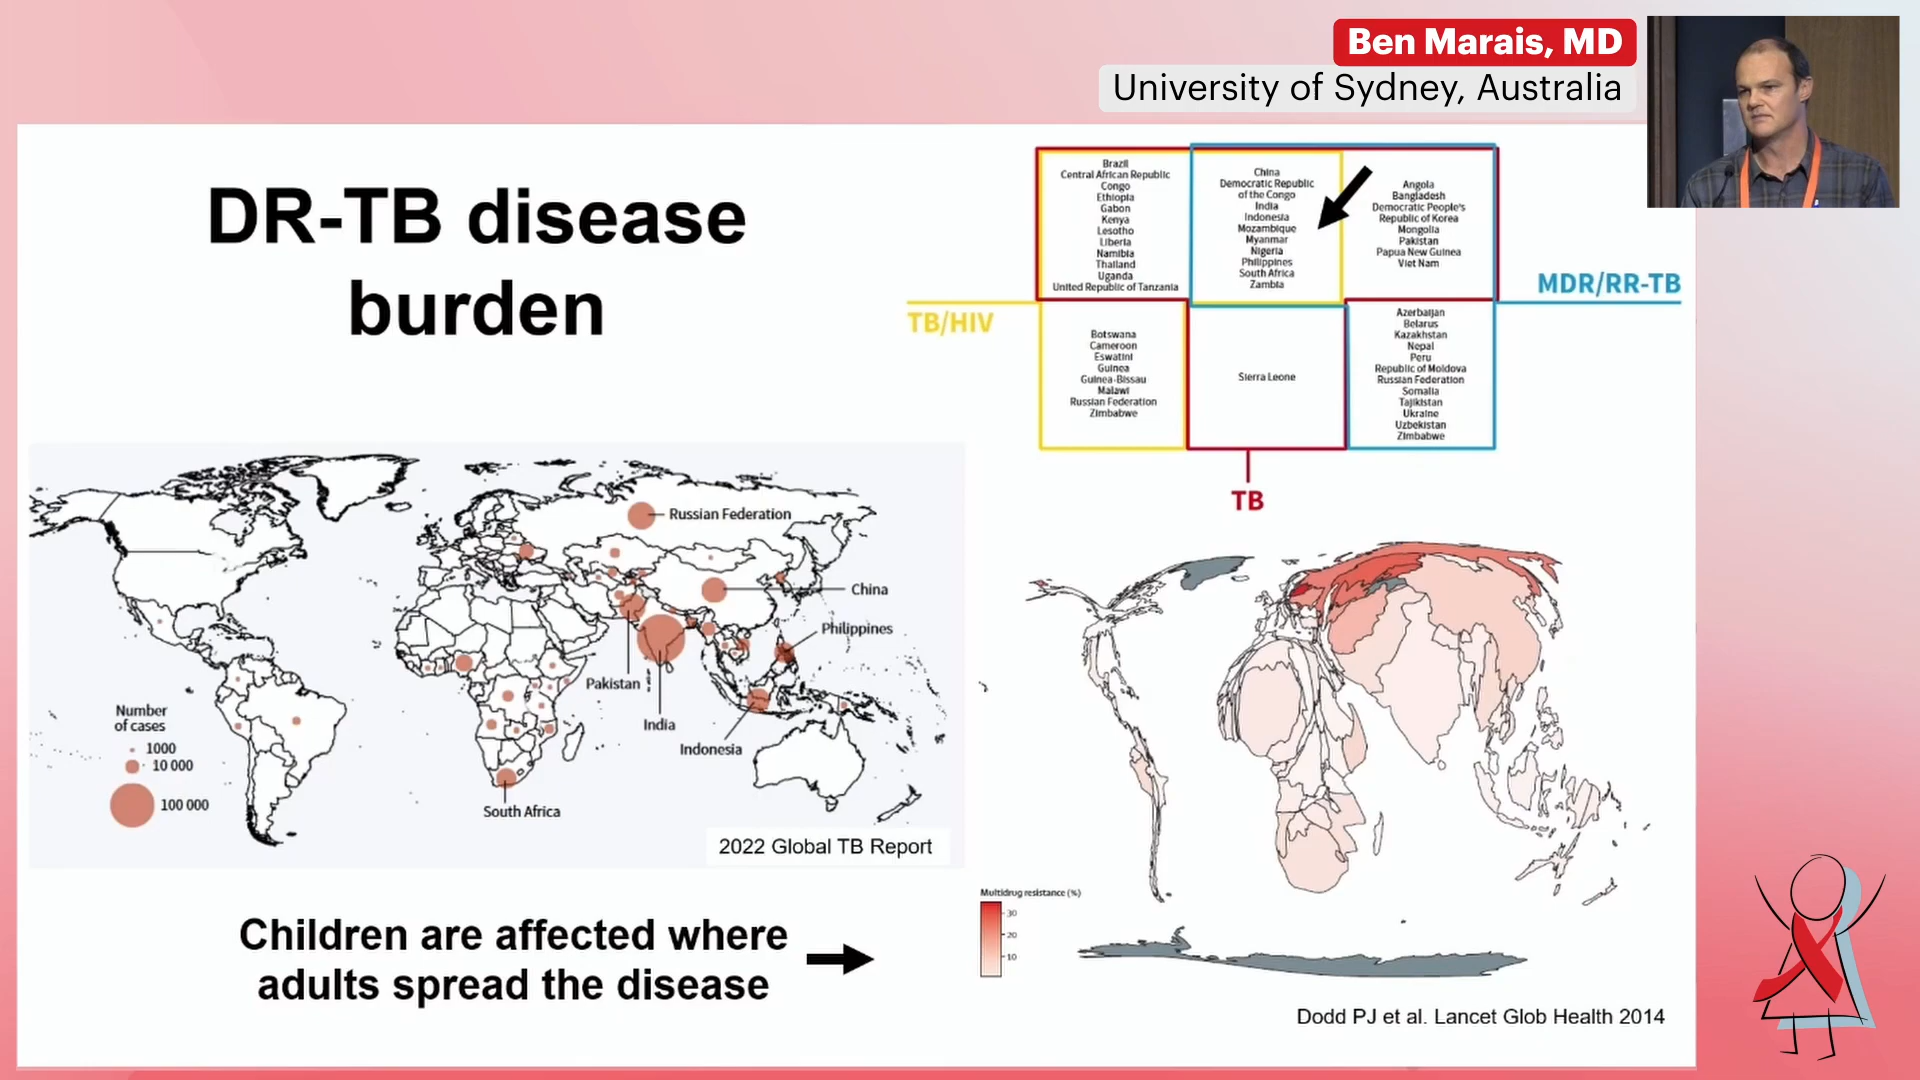 Ben Marais, MD
University of Sydney, Australia
DR-TB disease
burden
Brazil
Central African Republic
Congo
Ethiopia
Gabon
Kenya
Lesotho
Liberia
Namibia
Thailand
Uganda
United Republic of Tanzania
China
Democratic Republic
of the Congo
India
Indonesia
Mozambique
Myanmar
Nigeria
Philippines
South Africa
Zambia
Angola
Bangladesh
Democratic People's
Republic of Korea
Mongolia
Pakistan
Papua New Guinea
Viet Nam
MDR/RR-TB
TB/HIV
Botswana
Cameroon
Eswatini
Guinea
Guinea-Bissau
Malawi
Russian Federation
Zimbabwe
Sierra Leone
Azerbaijan
Belarus
Kazakhstan
Nepal
Peru
Republic of Moldova
Russian Federation
Somalia
Tajikistan
Ukraine
Uzbekistan
Zimbabwe
TB
Russian Federation
China
Philippines
Pakistan
India
Indonesia
South Africa
Number
of cases
1000
10 000
100 000
2022 Global TB Report
Children are affected where
adults spread the disease
Multidrug resistance (%)
30
20
10
Dodd PJ et al. Lancet Glob Health 2014